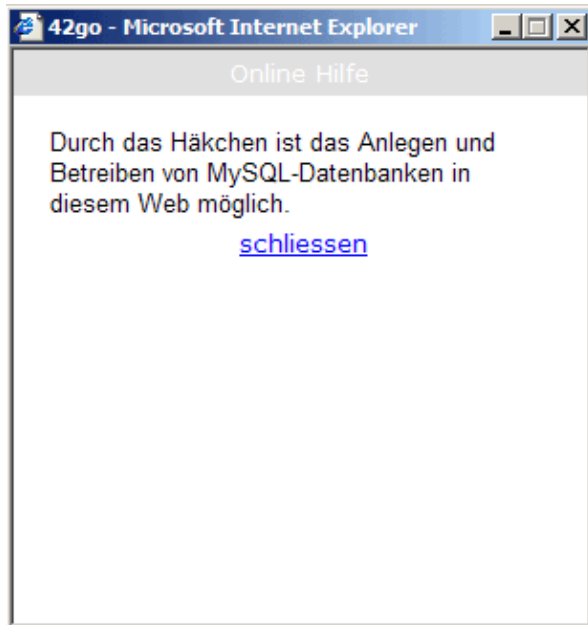 42go - Microsoft Internet Explorer
Online Hilfe
Durch das Häkchen ist das Anlegen und
Betreiben von MySQL-Datenbanken in
diesem Web möglich.
schliessen